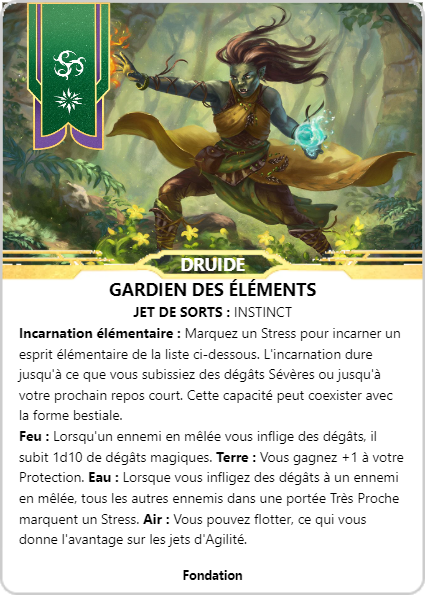 DRUIDE
GARDIEN DES ÉLÉMENTS
JET DE SORTS : INSTINCT
Incarnation élémentaire : Marquez un Stress pour incarner un
esprit élémentaire de la liste ci-dessous. L'incarnation dure
jusqu'à ce que vous subissiez des dégâts Sévères ou jusqu'à
votre prochain repos court. Cette capacité peut coexister avec
la forme bestiale.
Feu : Lorsqu'un ennemi en mêlée vous inflige des dégâts, il
subit 1d10 de dégâts magiques. Terre : Vous gagnez +1 à votre
Protection. Eau : Lorsque vous infligez des dégâts à un ennemi
en mêlée, tous les autres ennemis dans une portée Très Proche
marquent un Stress. Air : Vous pouvez flotter, ce qui vous
donne l'avantage sur les jets d'Agilité.
Fondation